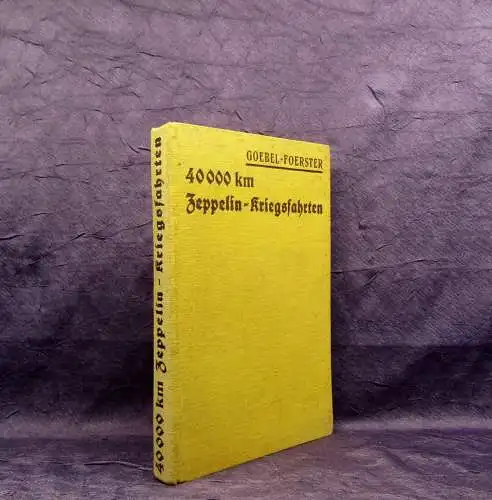 GOEBEL-FOERSTER
40000 km
Zeppelin-Kriegsfahrten
40000 km Zeppelin - Kriegsfahrten